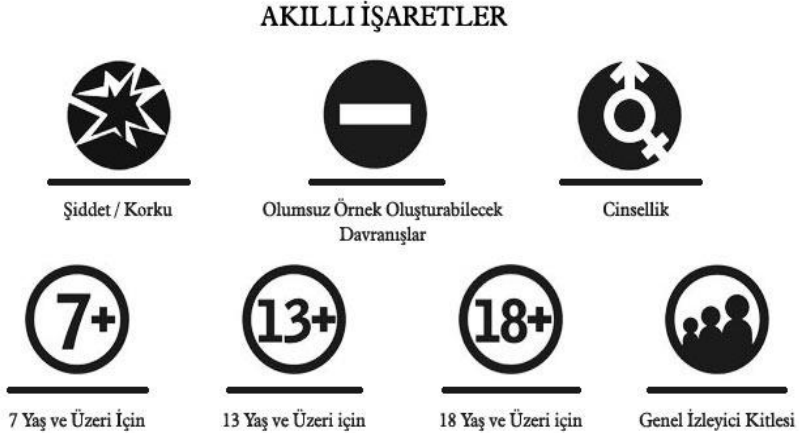 AKILLI İŞARETLER
Şiddet / Korku
Olumsuz Örnek Oluşturabilecek
Davranışlar
Cinsellik
7+
13+
18+
7 Yaş ve Üzeri İçin
13 Yaş ve Üzeri için
18 Yaş ve Üzeri için
Genel İzleyici Kitlesi